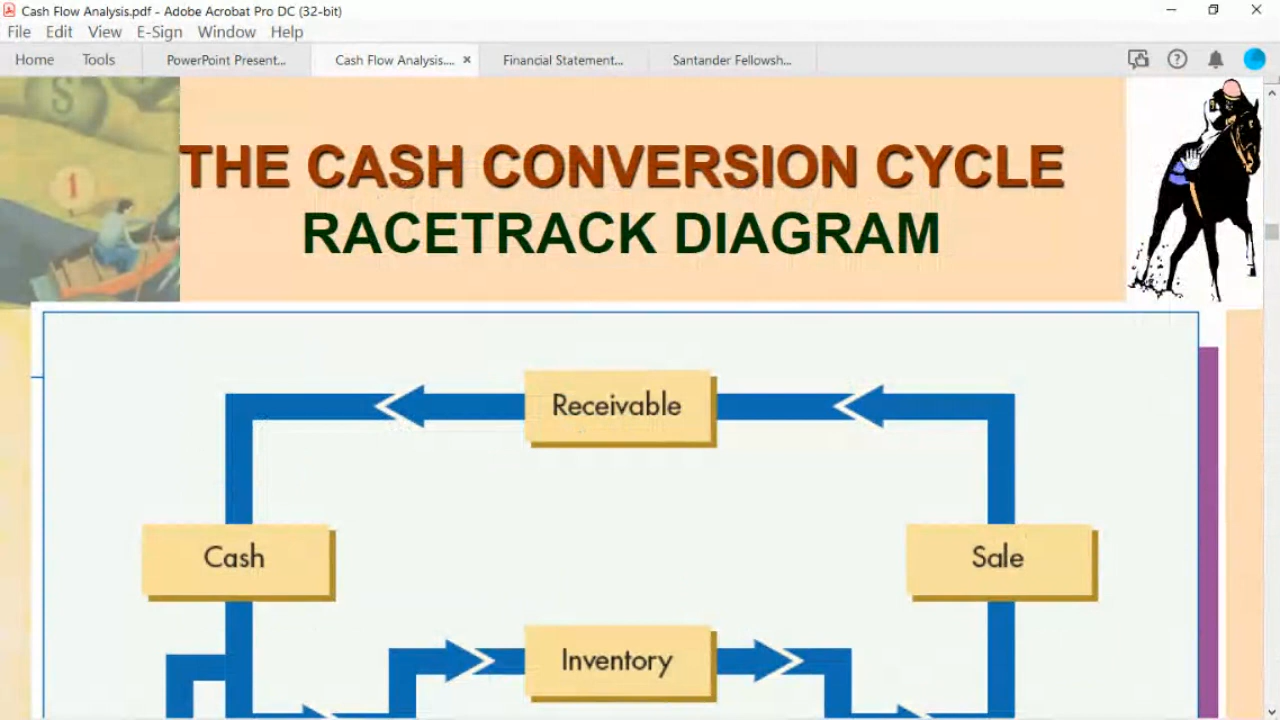 Cash Flow Analysis.pdf - Adobe Acrobat Pro DC (32-bit)
File Edit View E-Sign Window Help
Home Tools PowerPoint Present... Cash Flow Analysis.... × Financial Statement... Santander Fellowsh...
THE CASH CONVERSION CYCLE
RACETRACK DIAGRAM
S
1
Receivable
Cash
Sale
Inventory